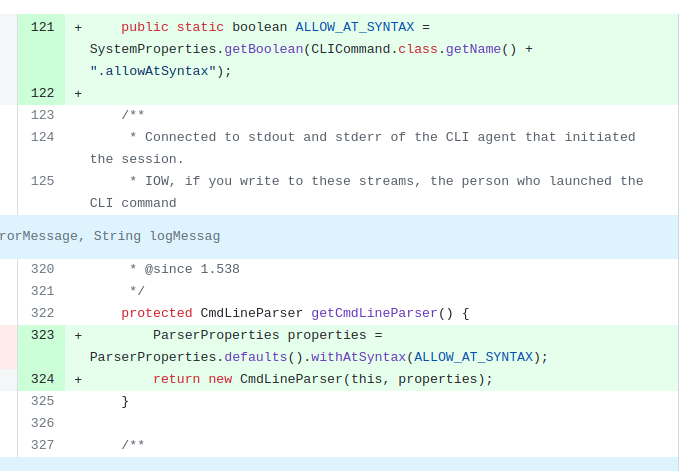 121 + public static boolean ALLOW_AT_SYNTAX =
SystemProperties.getBoolean(CLICommand.class.getName() +
".allowAtSyntax");
122 +
123 /**
124 * Connected to stdout and stderr of the CLI agent that initiated
the session.
125 * IOW, if you write to these streams, the person who launched the
CLI command
rorMessage, String logMessag
320 * @since 1.538
321 */
322 protected CmdLineParser getCmdLineParser() {
323 + ParserProperties properties =
ParserProperties.defaults().withAtSyntax(ALLOW_AT_SYNTAX);
324 + return new CmdLineParser(this, properties);
325 }
326
327 /**